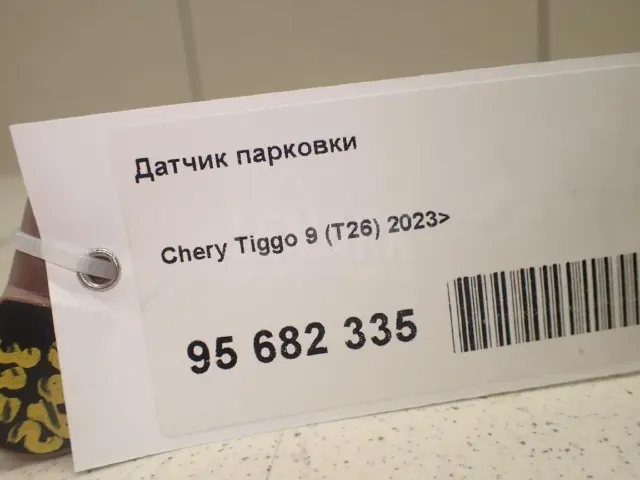 Датчик парковки
Chery Tiggo 9 (T26) 2023>
95 682 335